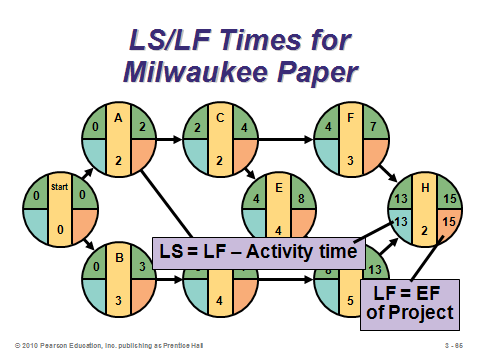 LS/LF Times for
Milwaukee Paper
A
0 2
2
C
2 4
2
F
4 7
3
Start
0 0
0
E
4 8
4
H
13 15
13 15
2
B
0 3
3
4
8 13
5
LS = LF – Activity time
LF = EF
of Project
© 2010 Pearson Education, Inc. publishing as Prentice Hall
3 - 65